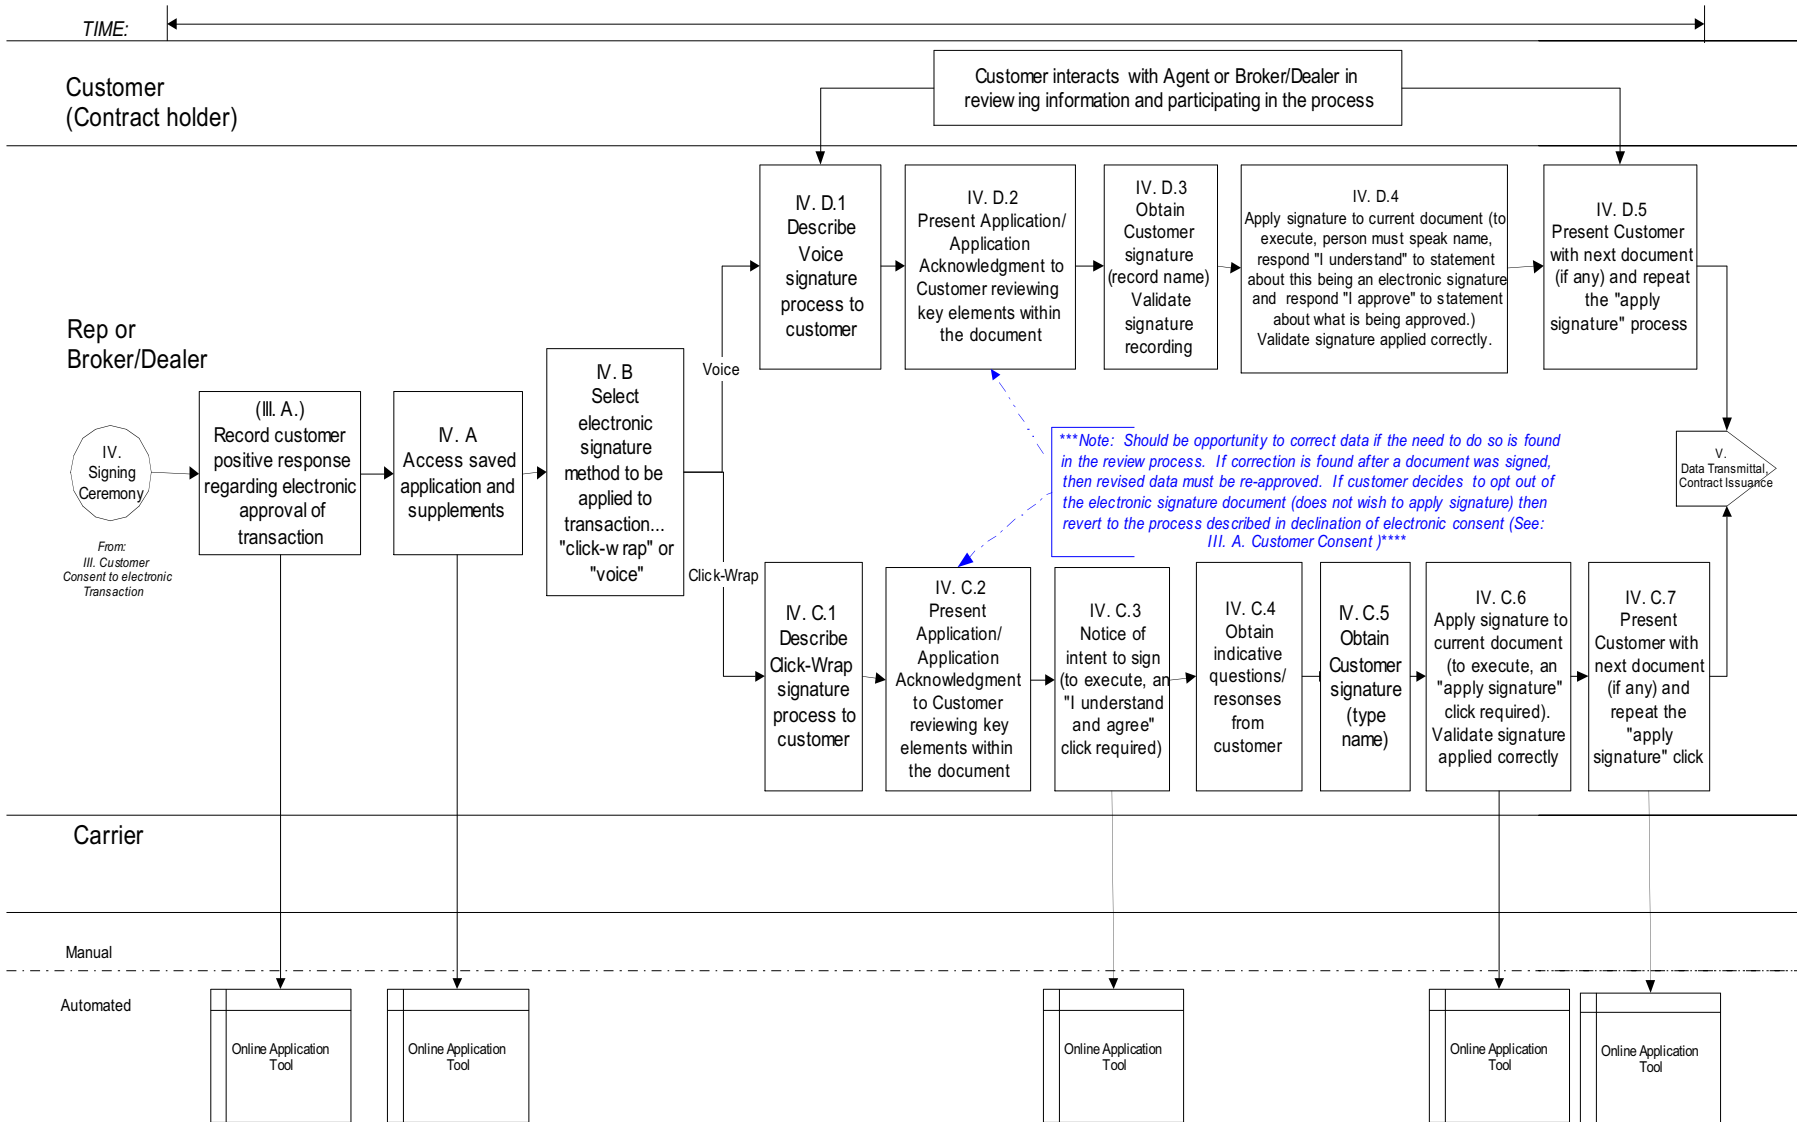 TIME:
Customer
(Contract holder)
Customer interacts with Agent or Broker/Dealer in
reviewing information and participating in the process
Rep or
Broker/Dealer
IV.
Signing
Ceremony
From:
III. Customer
Consent to electronic
Transaction
(III. A.)
Record customer
positive response
regarding electronic
approval of
transaction
IV. A
Access saved
application and
supplements
IV. B
Select
electronic
signature
method to be
applied to
transaction...
"click-wrap" or
"voice"
Voice
Click-Wrap
IV. D.1
Describe
Voice
signature
process to
customer
IV. D.2
Present Application/
Application
Acknowledgment to
Customer reviewing
key elements within
the document
IV. D.3
Obtain
Customer
signature
(record name)
Validate
signature
recording
IV. D.4
Apply signature to current document (to
execute, person must speak name,
respond "I understand" to statement
about this being an electronic signature
and respond "I approve" to statement
about what is being approved.)
Validate signature applied correctly.
IV. D.5
Present Customer
with next document
(if any) and repeat
the "apply
signature" process
***Note: Should be opportunity to correct data if the need to do so is found
in the review process. If correction is found after a document was signed,
then revised data must be re-approved. If customer decides to opt out of
the electronic signature document (does not wish to apply signature) then
revert to the process described in declination of electronic consent (See:
III. A. Customer Consent )****
V.
Data Transmittal,
Contract Issuance
IV. C.1
Describe
Click-Wrap
signature
process to
customer
IV. C.2
Present
Application/
Application
Acknowledgment
to Customer
reviewing key
elements within
the document
IV. C.3
Notice of
intent to sign
(to execute, an
"I understand
and agree"
click required)
IV. C.4
Obtain
indicative
questions/
resonses
from
customer
IV. C.5
Obtain
Customer
signature
(type
name)
IV. C.6
Apply signature to
current document
(to execute, an
"apply signature"
click required).
Validate signature
applied correctly
IV. C.7
Present
Customer with
next document
(if any) and
repeat the
"apply
signature" click
Carrier
Manual
Automated
Online Application
Tool
Online Application
Tool
Online Application
Tool
Online Application
Tool
Online Application
Tool